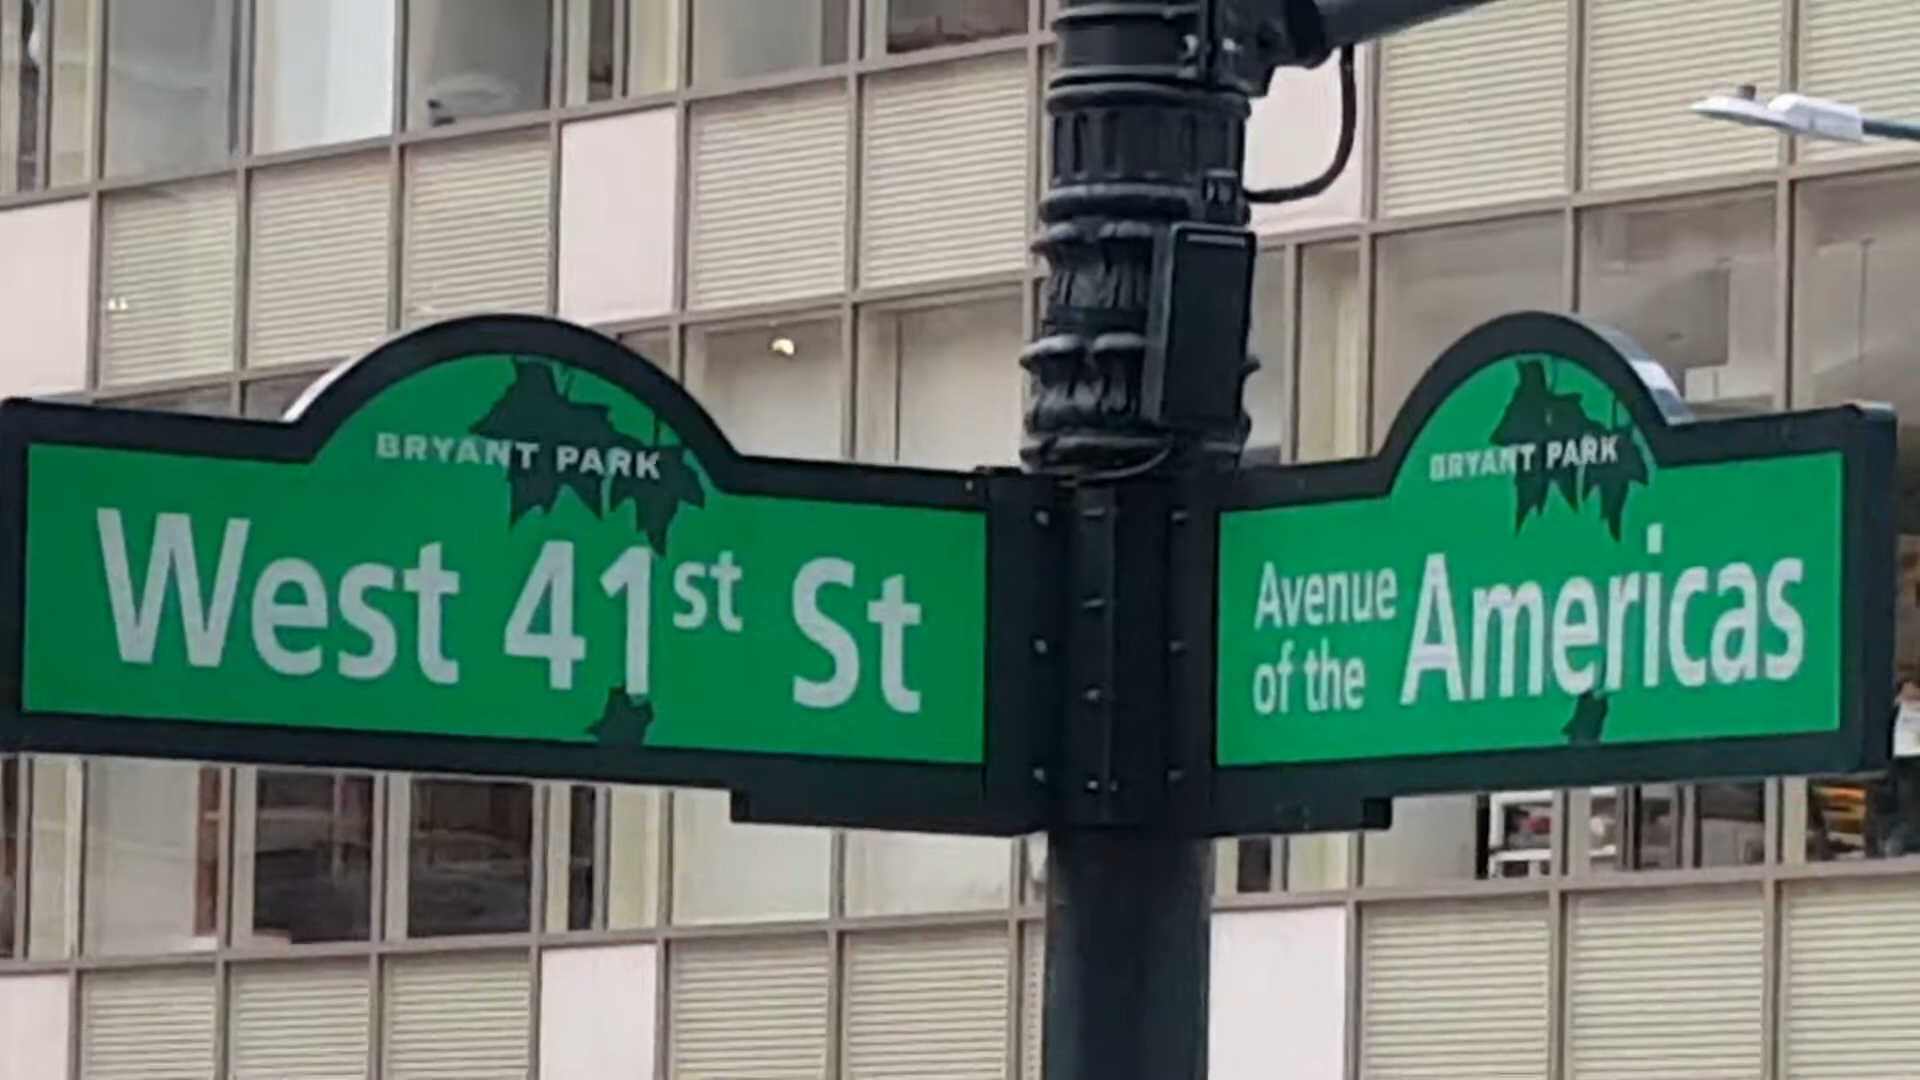 BRYANT PARK
West 41st St
BRYANT PARK
Avenue
of the Americas